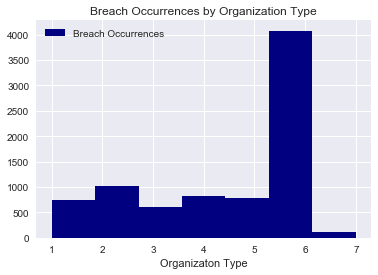 Breach Occurrences by Organization Type
Breach Occurrences
4000
3500
3000
2500
2000
1500
1000
500
0
1 2 3 4 5 6 7
Organizaton Type